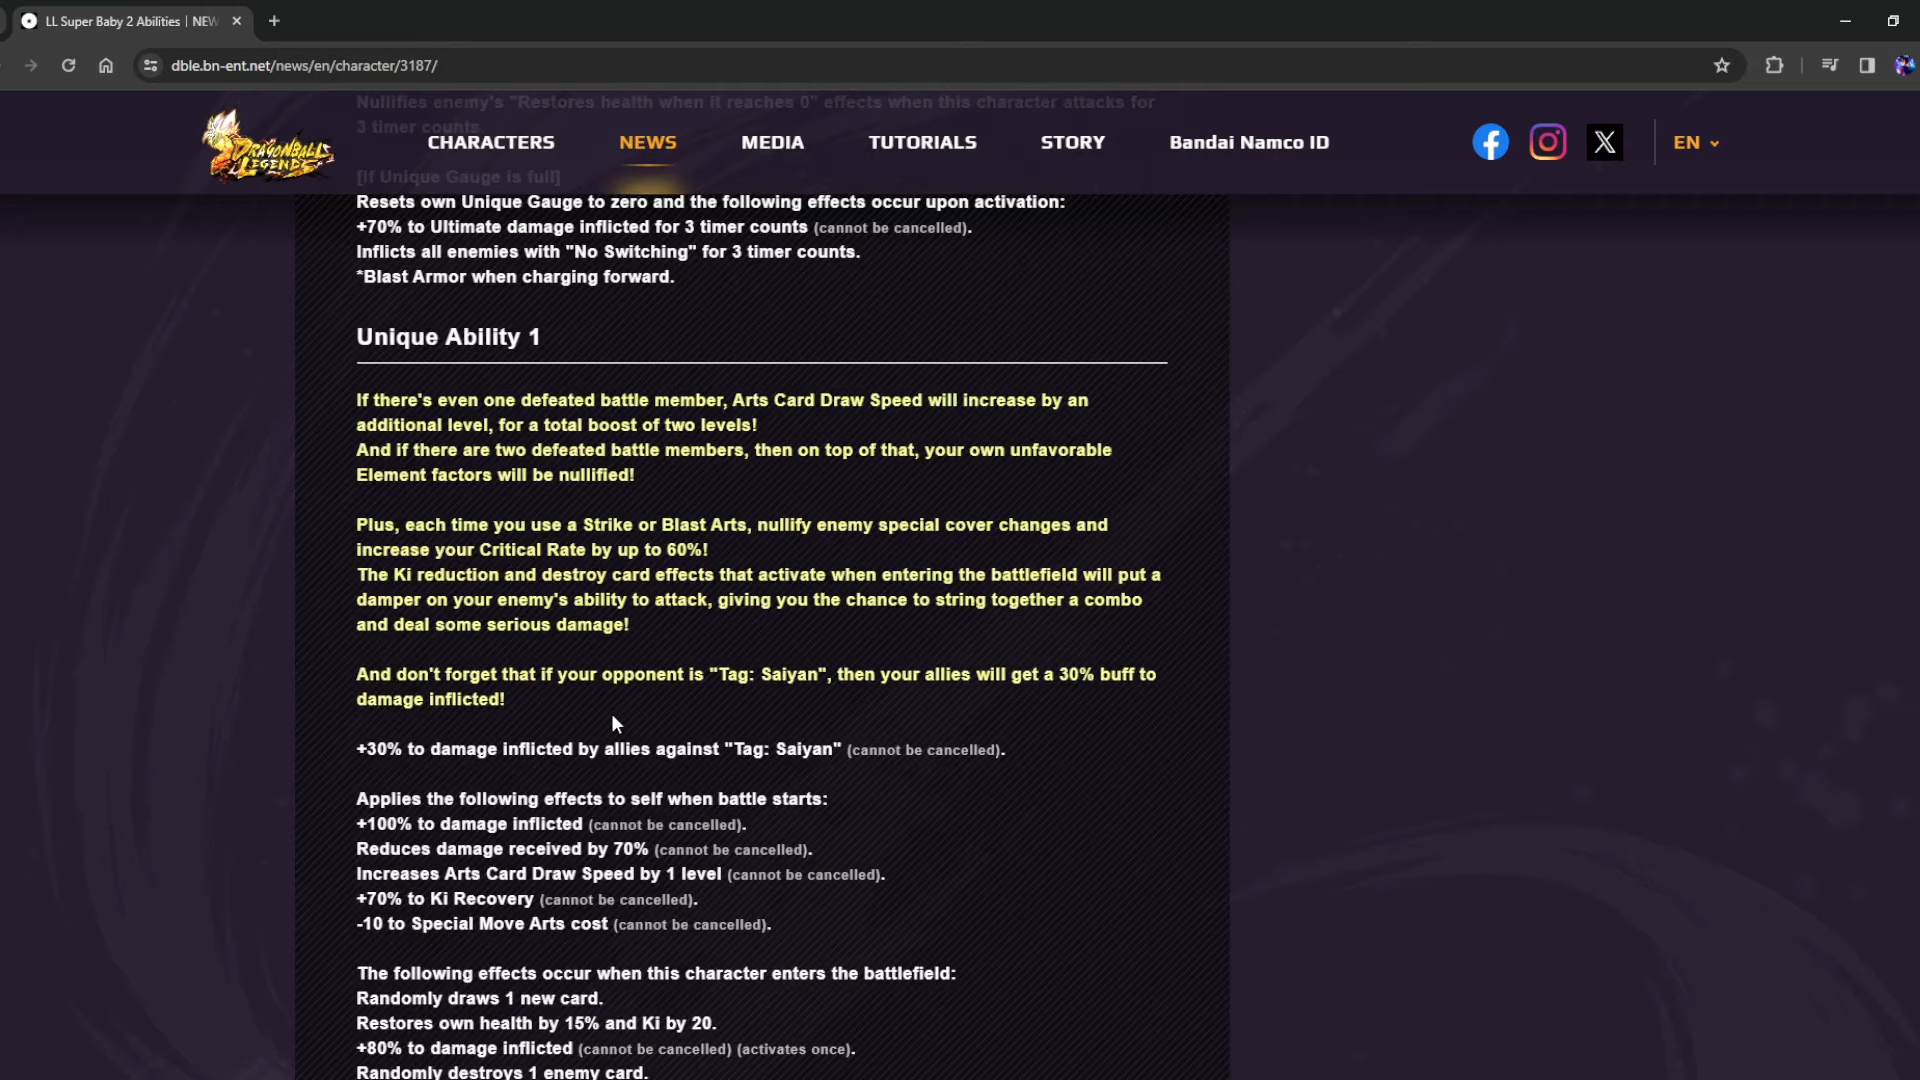 LL Super Baby 2 Abilities | NEW
dble.bn-ent.net/news/en/character/3187/
Nullifies enemy's "Restores health when it reaches 0" effects when this character attacks for
3 timer counts.
DRAGONBALL
LEGENDS
CHARACTERS
NEWS
MEDIA
TUTORIALS
STORY
Bandai Namco ID
EN
[If Unique Gauge is full]
Resets own Unique Gauge to zero and the following effects occur upon activation:
+70% to Ultimate damage inflicted for 3 timer counts (cannot be cancelled).
Inflicts all enemies with "No Switching" for 3 timer counts.
*Blast Armor when charging forward.
Unique Ability 1
If there's even one defeated battle member, Arts Card Draw Speed will increase by an
additional level, for a total boost of two levels!
And if there are two defeated battle members, then on top of that, your own unfavorable
Element factors will be nullified!
Plus, each time you use a Strike or Blast Arts, nullify enemy special cover changes and
increase your Critical Rate by up to 60%!
The Ki reduction and destroy card effects that activate when entering the battlefield will put a
damper on your enemy's ability to attack, giving you the chance to string together a combo
and deal some serious damage!
And don't forget that if your opponent is "Tag: Saiyan", then your allies will get a 30% buff to
damage inflicted!
+30% to damage inflicted by allies against "Tag: Saiyan" (cannot be cancelled).
Applies the following effects to self when battle starts:
+100% to damage inflicted (cannot be cancelled).
Reduces damage received by 70% (cannot be cancelled).
Increases Arts Card Draw Speed by 1 level (cannot be cancelled).
+70% to Ki Recovery (cannot be cancelled).
-10 to Special Move Arts cost (cannot be cancelled).
The following effects occur when this character enters the battlefield:
Randomly draws 1 new card.
Restores own health by 15% and Ki by 20.
+80% to damage inflicted (cannot be cancelled) (activates once).
Randomly destroys 1 enemy card.